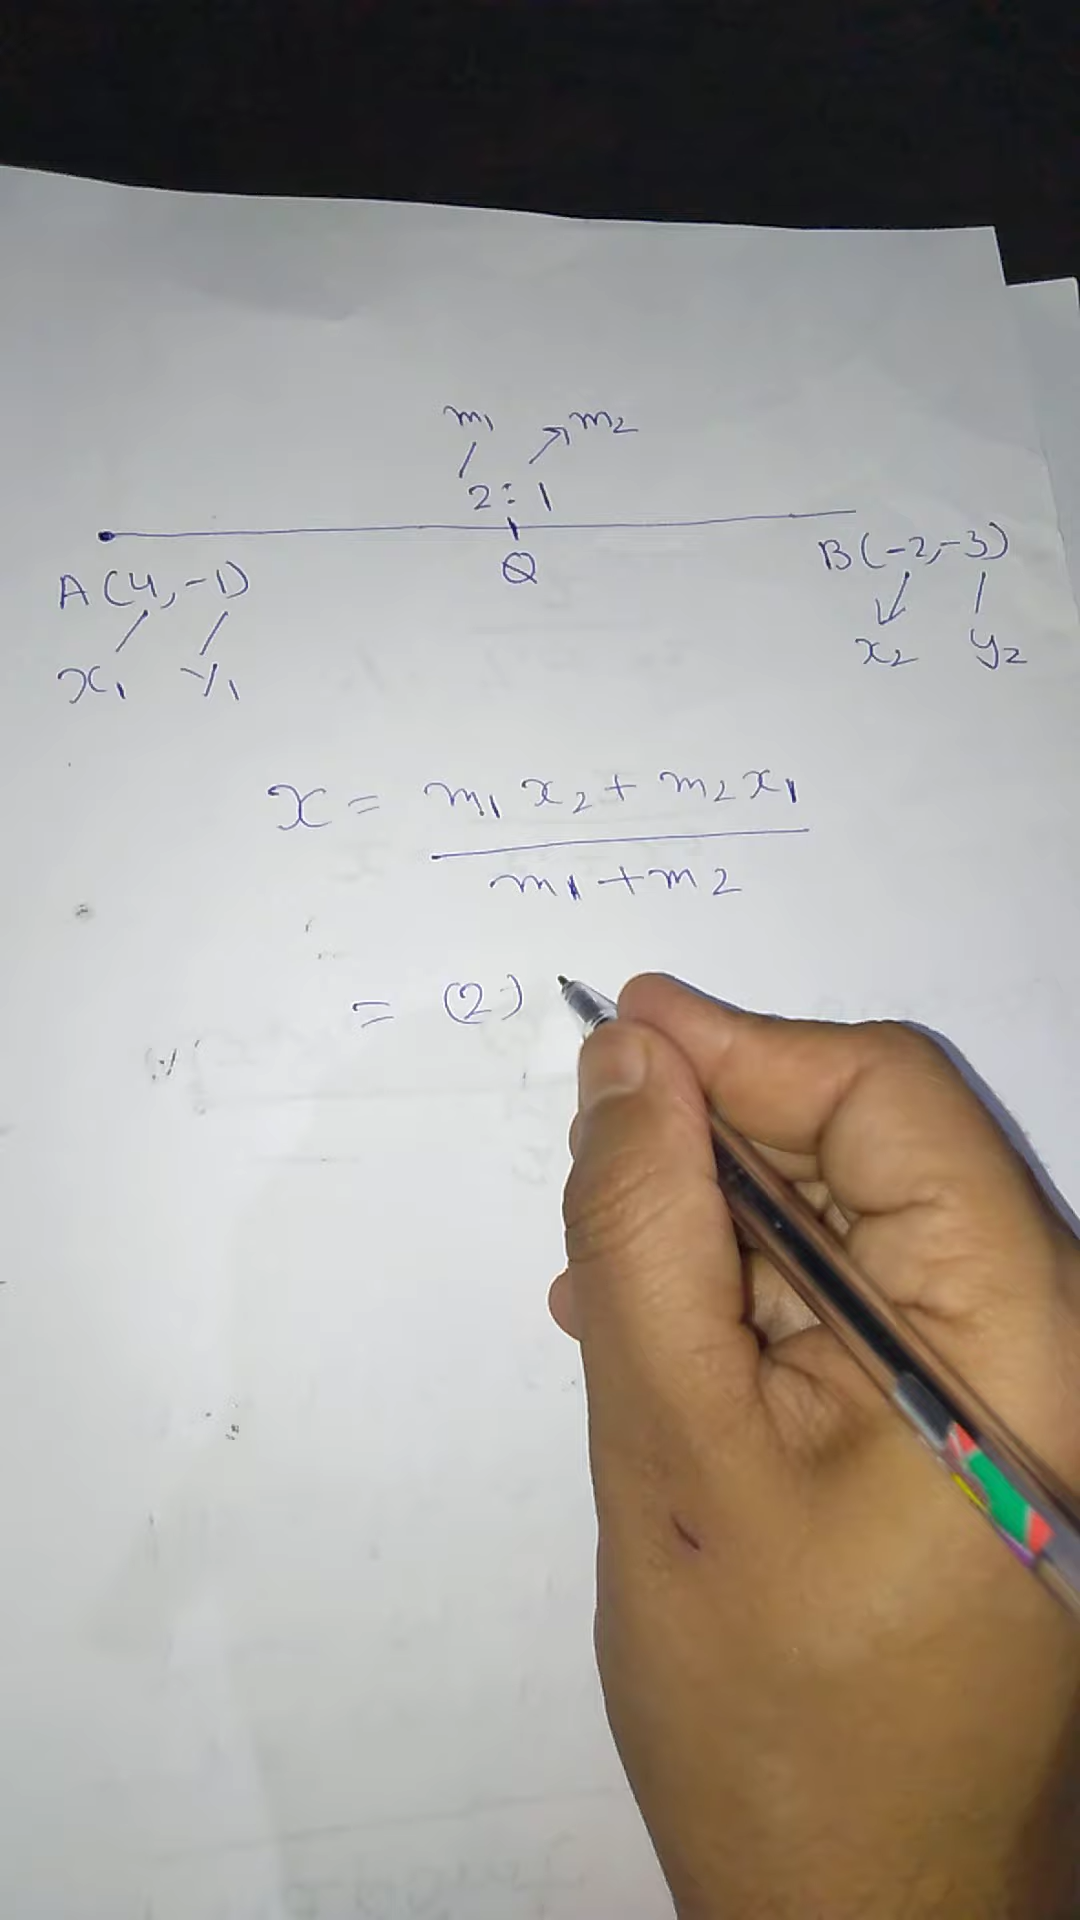 m₁ m₂
2 : 1
Q
A (4, -1) B (-2, -3)
x₁ y₁ x₂ y₂
x = m₁ x₂ + m₂ x₁
m₁ + m₂
= (2)